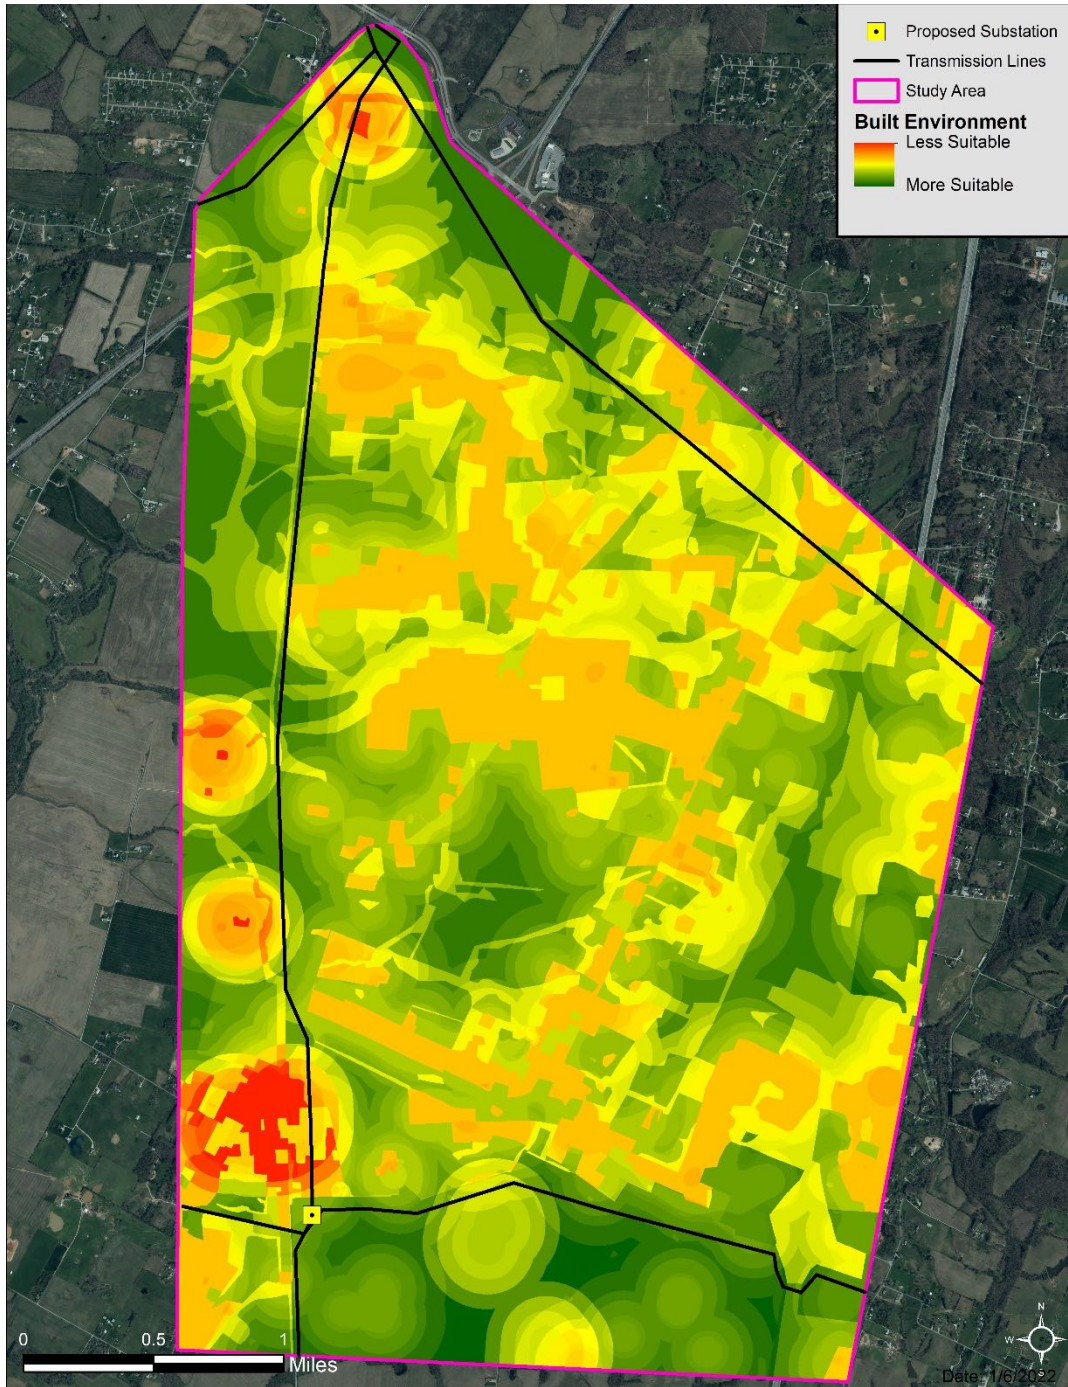 Proposed Substation
Transmission Lines
Study Area
Built Environment
Less Suitable
More Suitable
N
W
S
0 0.5 1
Miles
Date: 1/6/2022